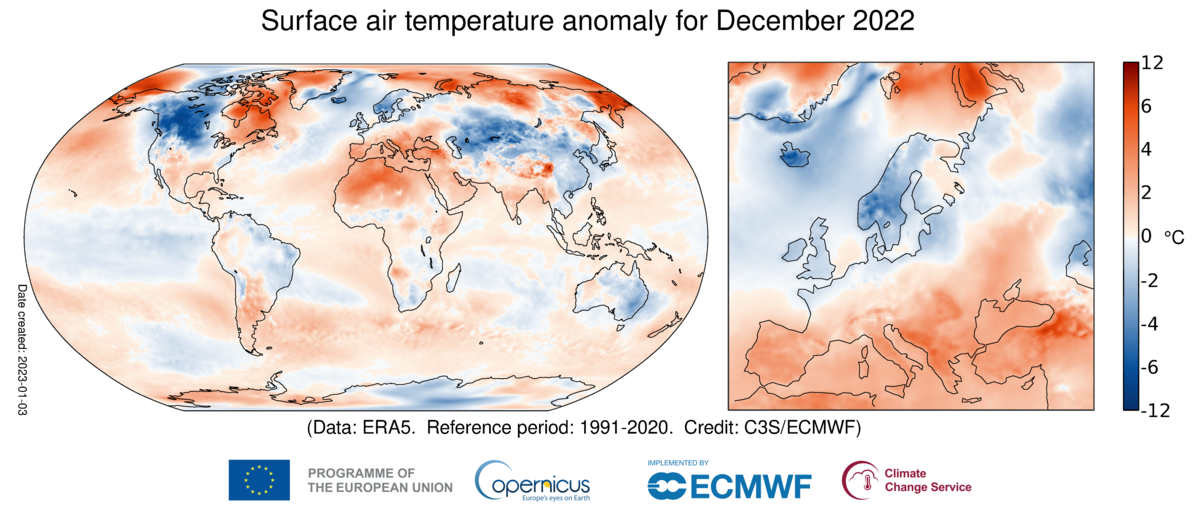 Surface air temperature anomaly for December 2022
12
6
4
2
0
-2
-4
-6
-12
°C
Date created: 2023-01-03
(Data: ERA5.  Reference period: 1991-2020.  Credit: C3S/ECMWF)
PROGRAMME OF
THE EUROPEAN UNION
opernicus
Europe's eyes on Earth
IMPLEMENTED BY
ECMWF
Climate
Change Service